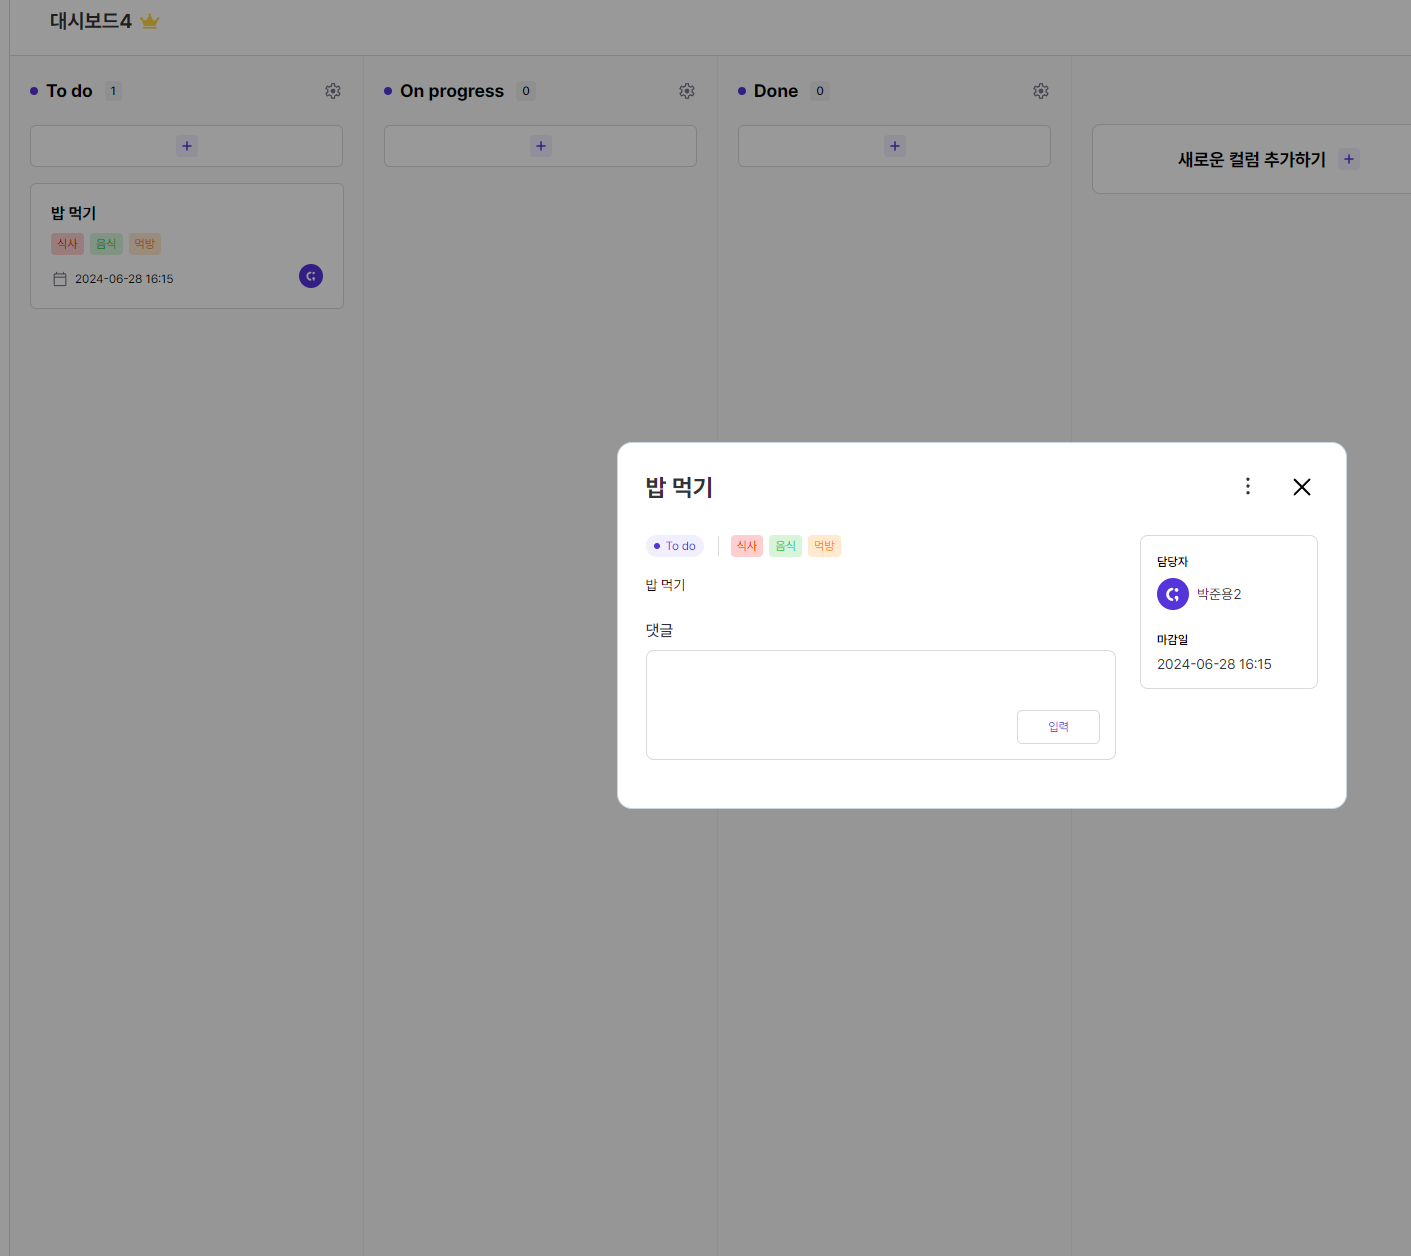 대시보드4
To do 1
On progress 0
Done 0
새로운 컬럼 추가하기
밥 먹기
식사 음식 먹방
2024-06-28 16:15
밥 먹기
To do 식사 음식 먹방
밥 먹기
댓글
입력
담당자
박준용2
마감일
2024-06-28 16:15